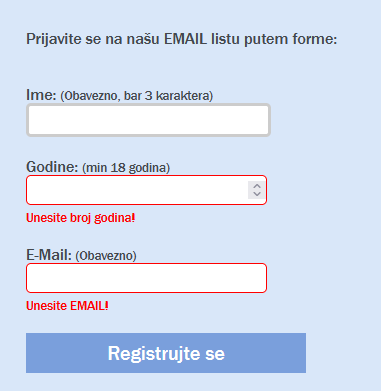 Prijavite se na našu EMAIL listu putem forme:
Ime: (Obavezno, bar 3 karaktera)
Godine: (min 18 godina)
Unesite broj godina!
E-Mail: (Obavezno)
Unesite EMAIL!
Registrujte se